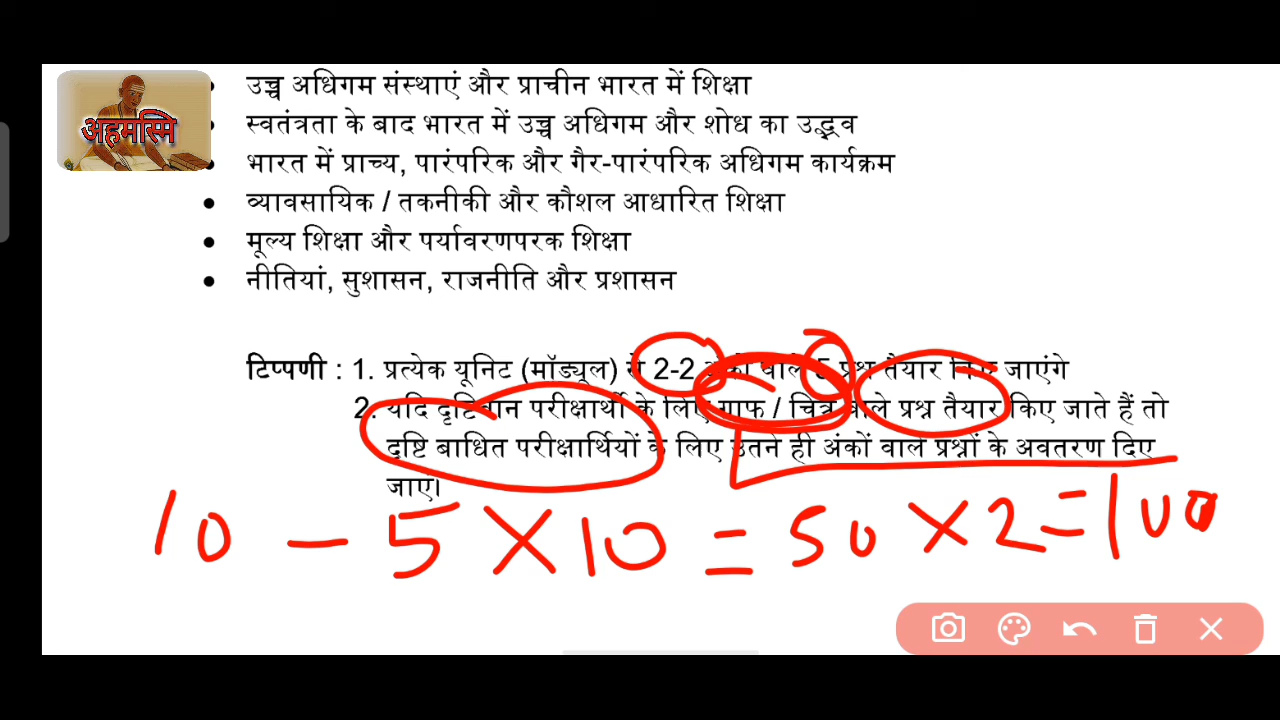 अहमस्मि
उच्च अधिगम संस्थाएं और प्राचीन भारत में शिक्षा
स्वतंत्रता के बाद भारत में उच्च अधिगम और शोध का उद्भव
भारत में प्राच्य, पारंपरिक और गैर-पारंपरिक अधिगम कार्यक्रम
व्यावसायिक / तकनीकी और कौशल आधारित शिक्षा
मूल्य शिक्षा और पर्यावरणपरक शिक्षा
नीतियां, सुशासन, राजनीति और प्रशासन
टिप्पणी : 1. प्रत्येक यूनिट (मॉड्यूल) से 2-2 अंकों वाले 5 प्रश्न तैयार किए जाएंगे
2. यदि दृष्टिवान परीक्षार्थी के लिए ग्राफ / चित्र वाले प्रश्न तैयार किए जाते हैं तो
दृष्टि बाधित परीक्षार्थियों के लिए उतने ही अंकों वाले प्रश्नों के अवतरण दिए
जाए।
10 - 5 X 10 = 50 X 2 = 100